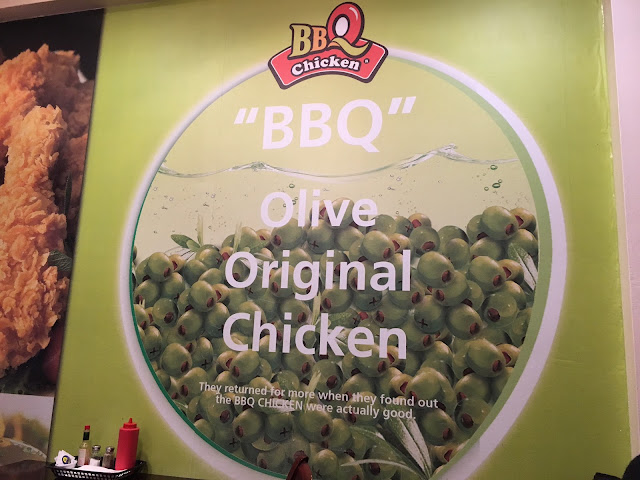 BBQ
Chicken
"BBQ"
Olive
Original
Chicken
They returned for more when they found out
the BBQ CHICKEN were actually good.